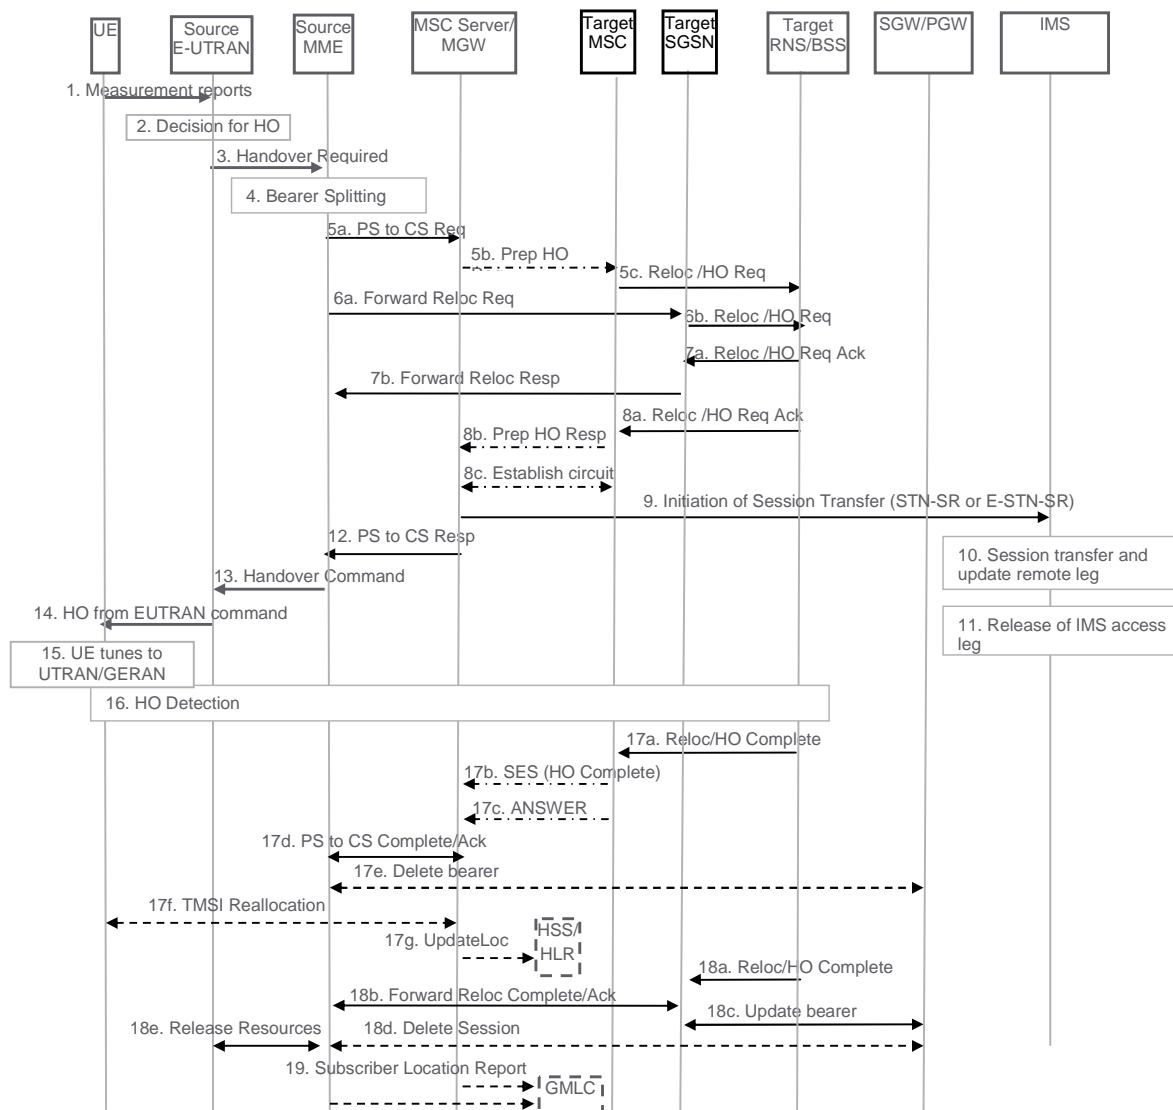 UE
Source
E-UTRAN
Source
MME
MSC Server/
MGW
Target
MSC
Target
SGSN
Target
RNS/BSS
SGW/PGW
IMS
1. Measurement reports
2. Decision for HO
3. Handover Required
4. Bearer Splitting
5a. PS to CS Req
5b. Prep HO
5c. Reloc /HO Req
6a. Forward Reloc Req
6b. Reloc /HO Req
7a. Reloc /HO Req Ack
7b. Forward Reloc Resp
8a. Reloc /HO Req Ack
8b. Prep HO Resp
8c. Establish circuit
9. Initiation of Session Transfer (STN-SR or E-STN-SR)
12. PS to CS Resp
10. Session transfer and
update remote leg
13. Handover Command
14. HO from EUTRAN command
11. Release of IMS access
leg
15. UE tunes to
UTRAN/GERAN
16. HO Detection
17a. Reloc/HO Complete
17b. SES (HO Complete)
17c. ANSWER
17d. PS to CS Complete/Ack
17e. Delete bearer
17f. TMSI Reallocation
17g. UpdateLoc
HSS/
HLR
18a. Reloc/HO Complete
18b. Forward Reloc Complete/Ack
18c. Update bearer
18e. Release Resources
18d. Delete Session
19. Subscriber Location Report
GMLC